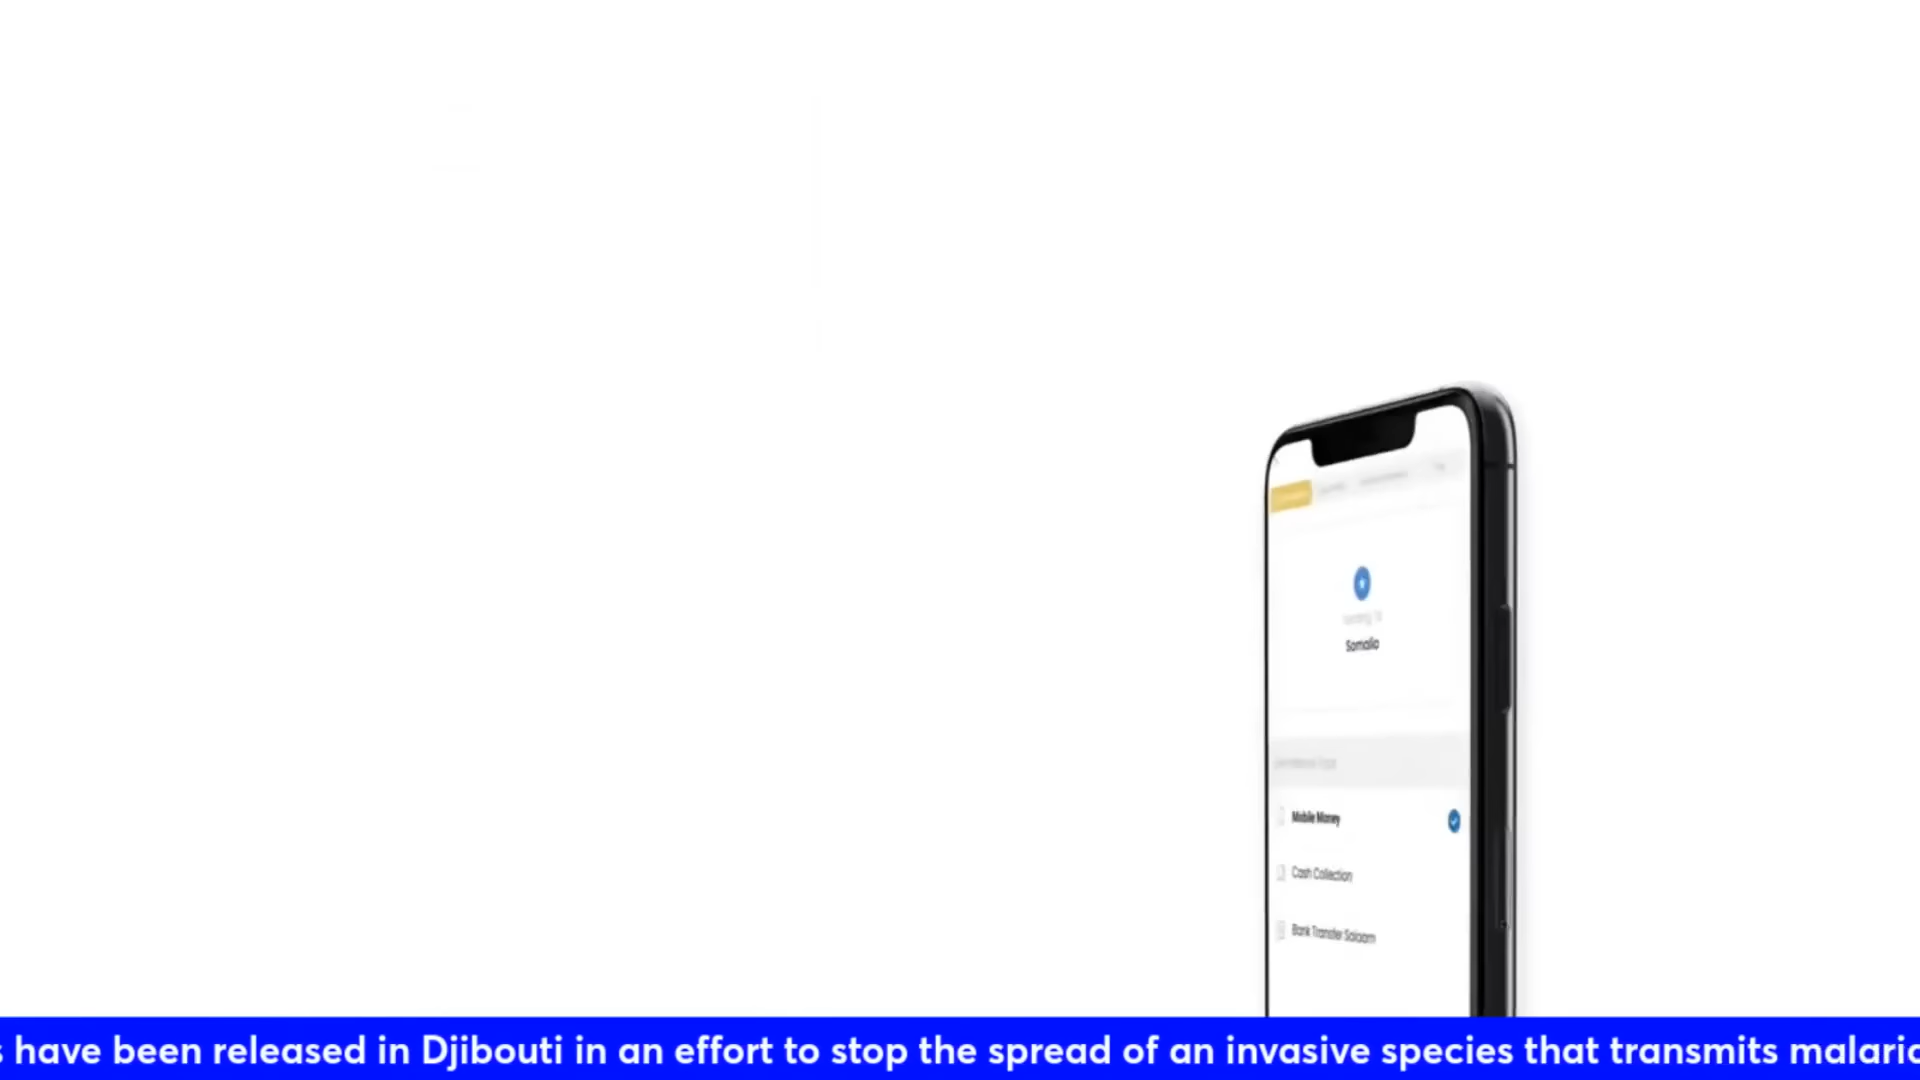 Somalia
Mobile Money
Cash Collection
Bank Transfer Salaam
s have been released in Djibouti in an effort to stop the spread of an invasive species that transmits malaria